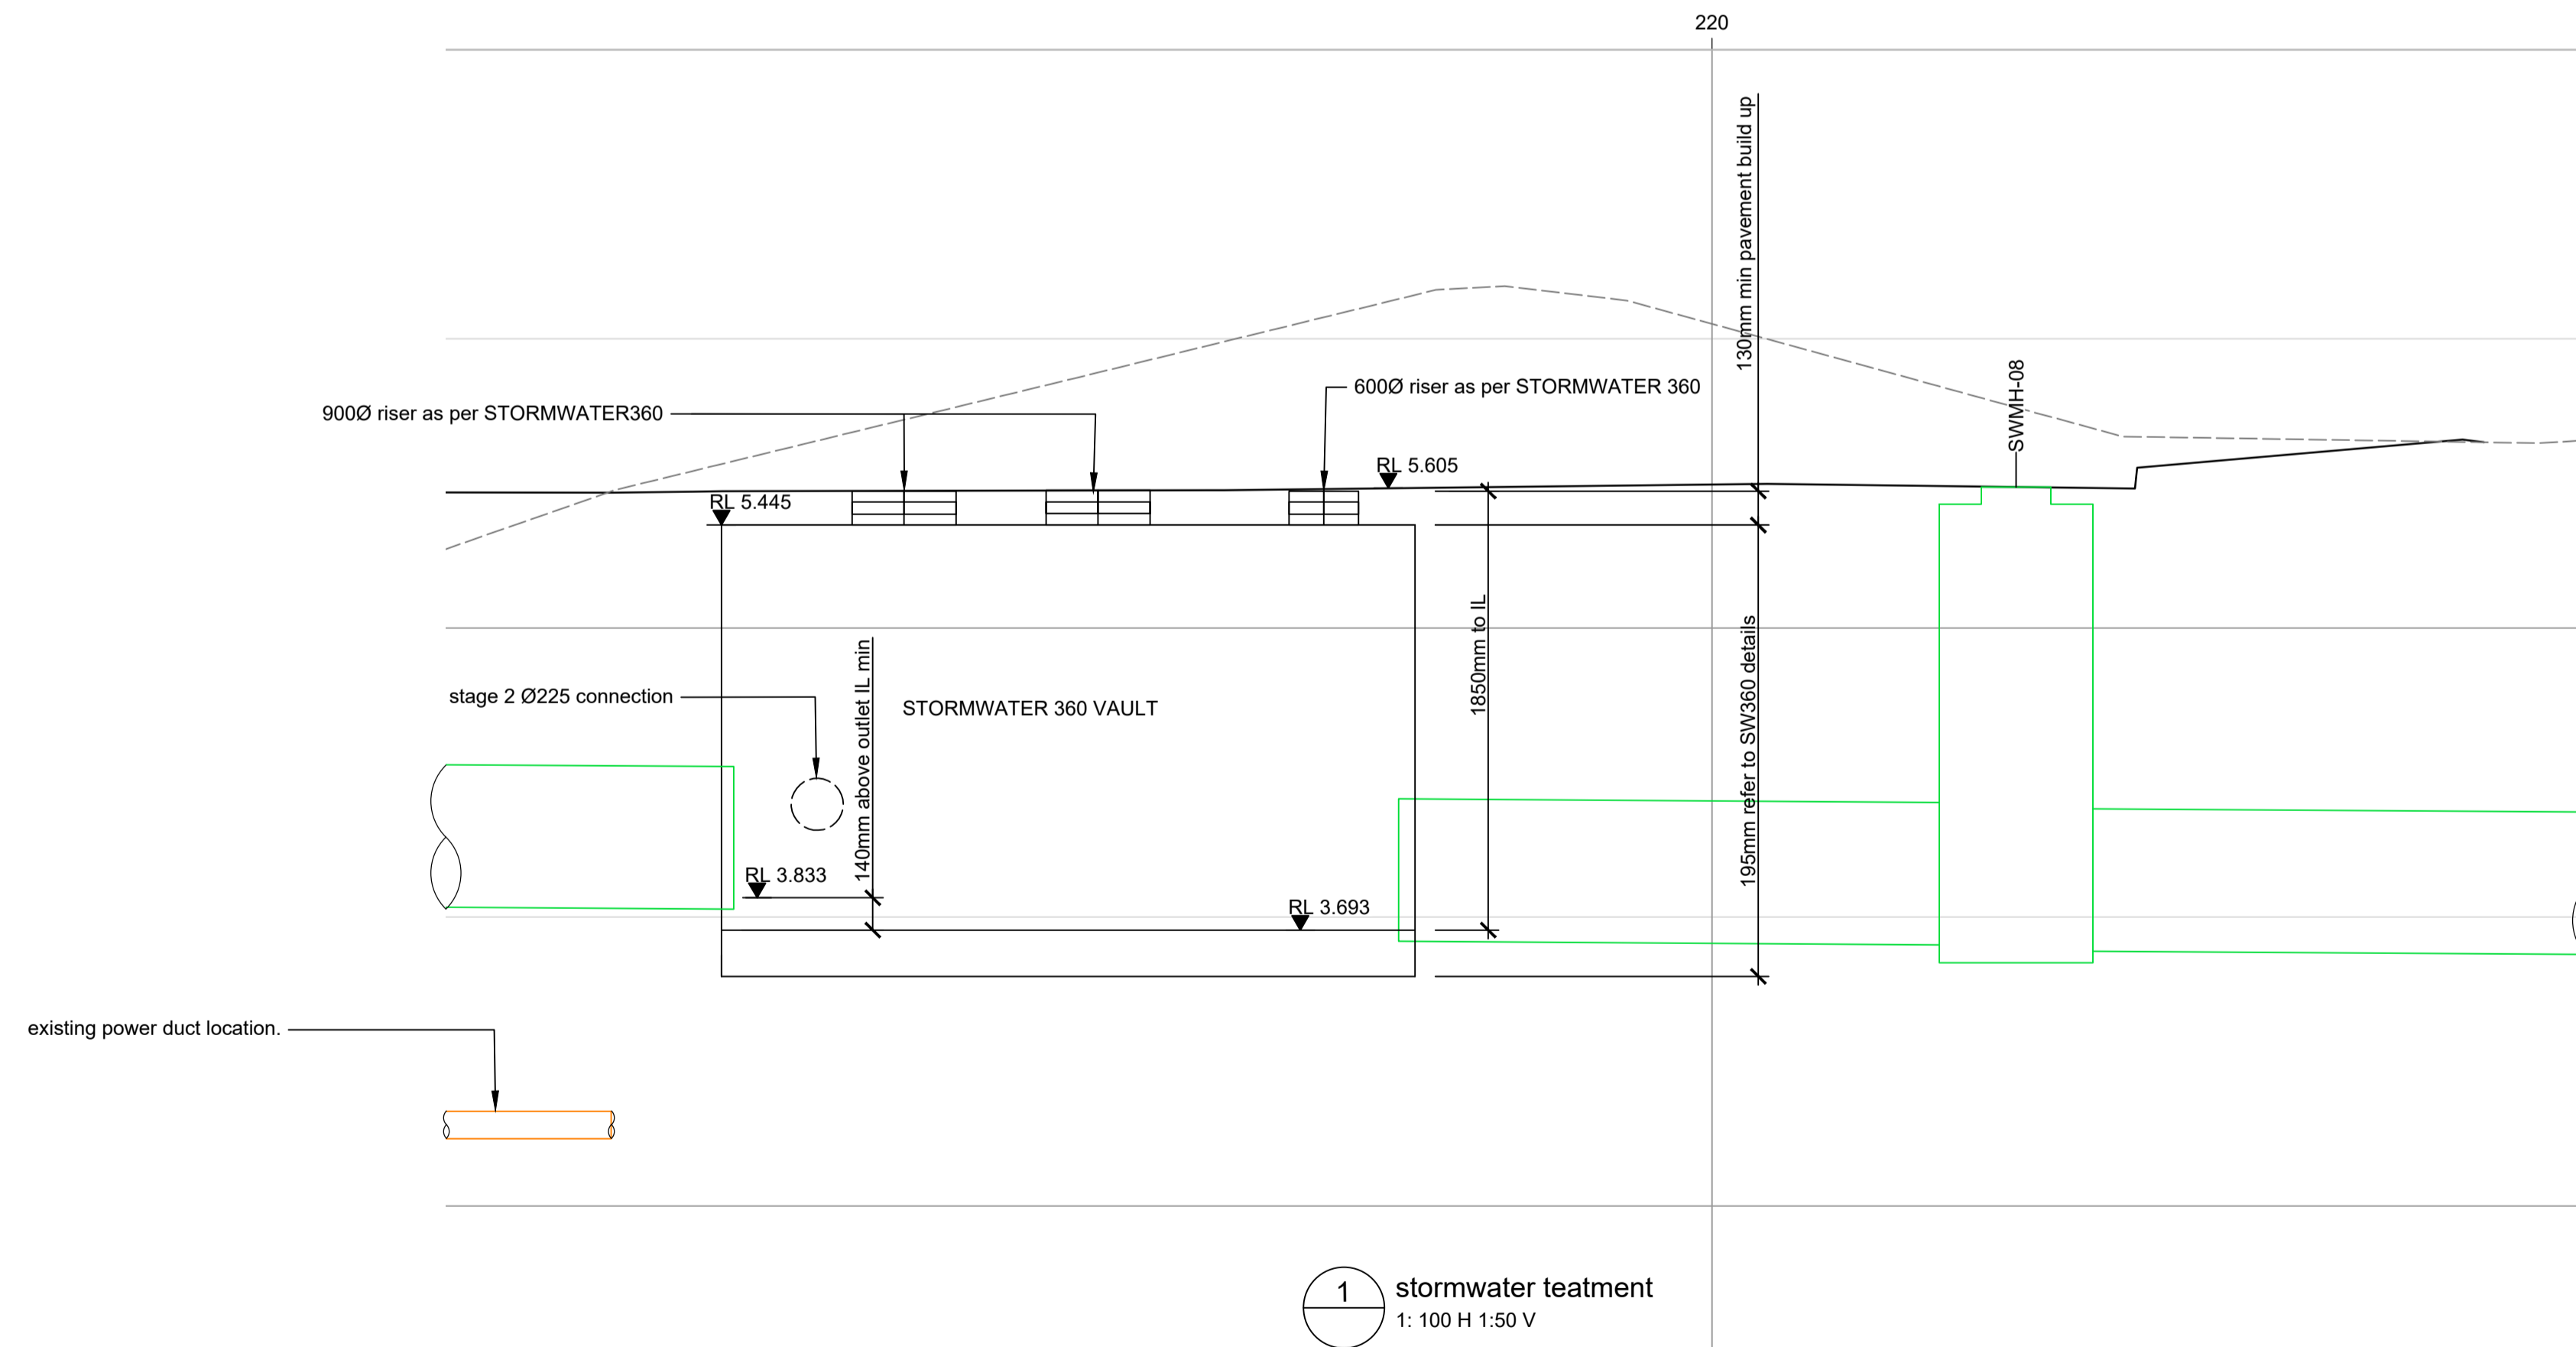 220
130mm min pavement build up
600Ø riser as per STORMWATER 360
900Ø riser as per STORMWATER360
SWMH-08
RL 5.605
RL 5.445
1850mm to IL
195mm refer to SW360 details
140mm above outlet IL min
stage 2 Ø225 connection
STORMWATER 360 VAULT
RL 3.833
RL 3.693
existing power duct location.
1
stormwater teatment
1: 100 H 1:50 V